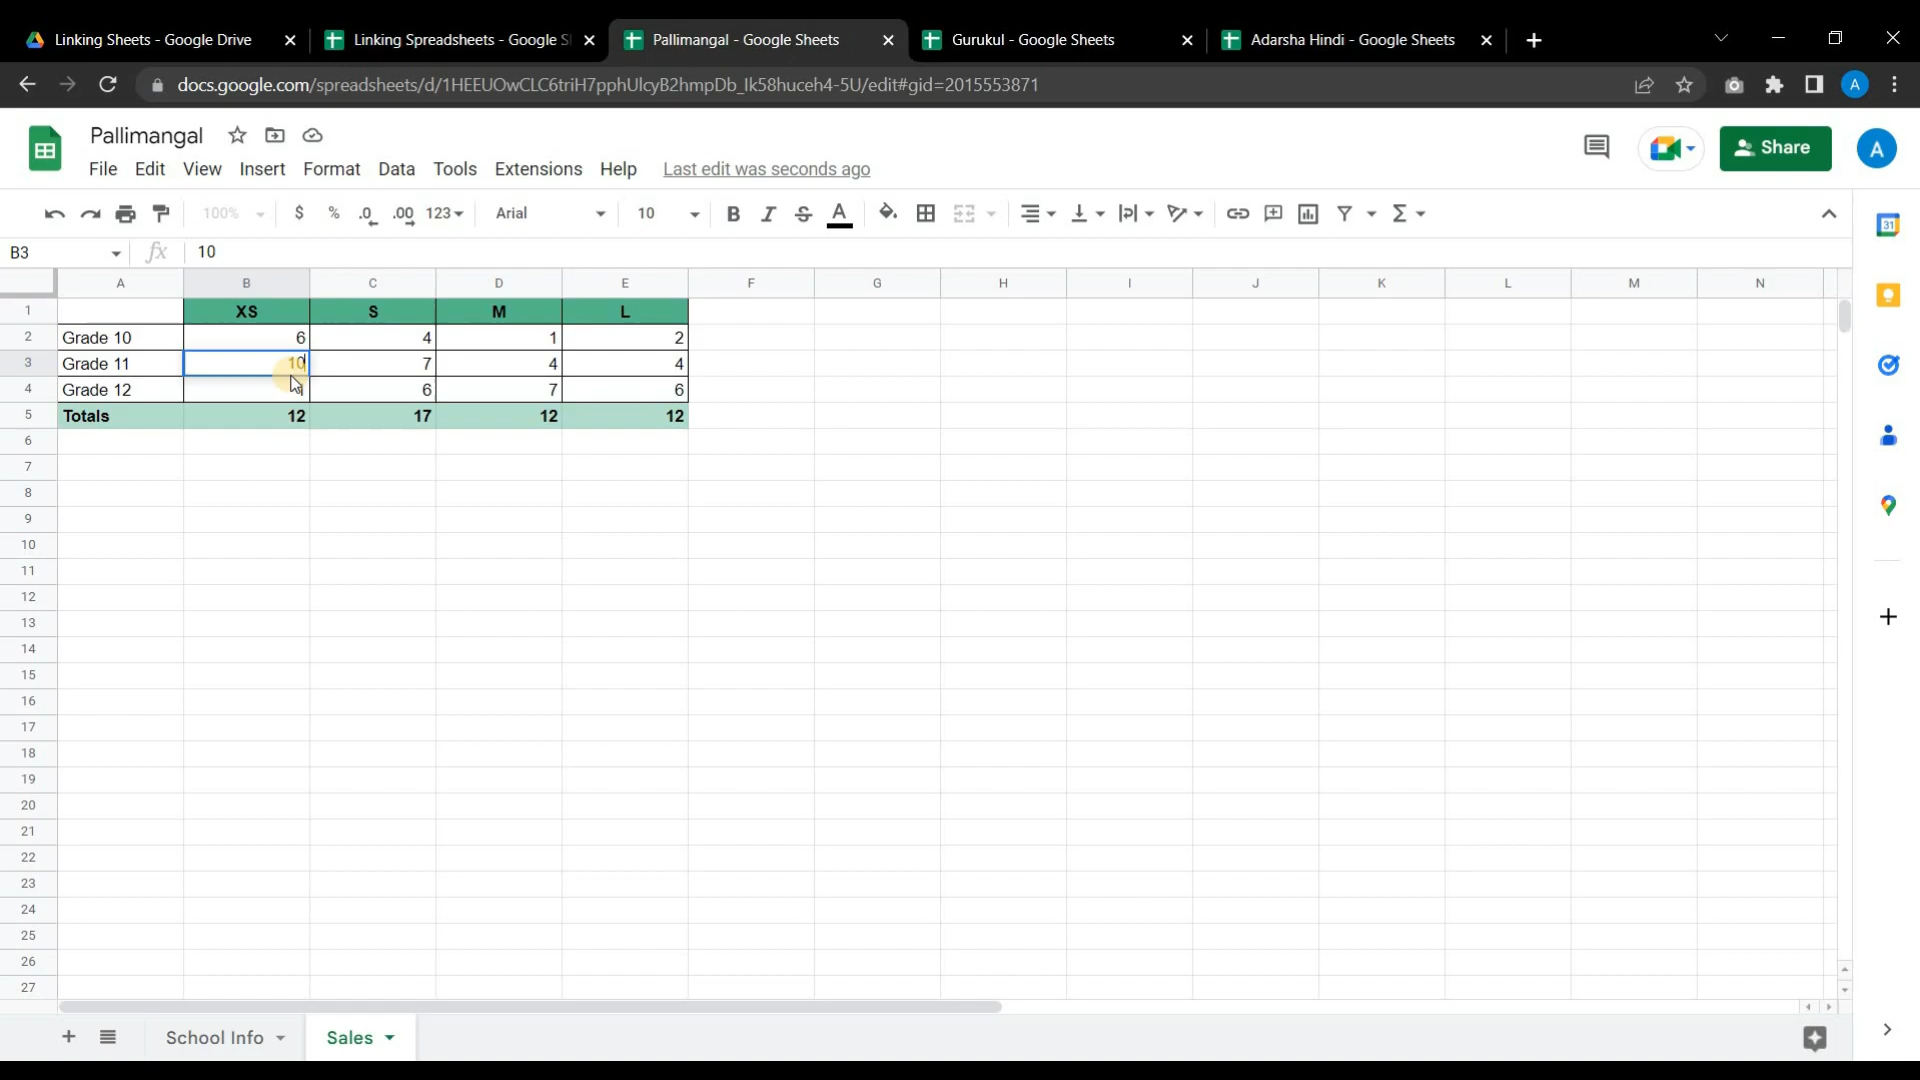 Linking Sheets - Google Drive
Linking Spreadsheets - Google S
Pallimangal - Google Sheets
Gurukul - Google Sheets
Adarsha Hindi - Google Sheets
docs.google.com/spreadsheets/d/1HEEUOwCLC6triH7pphUlcyB2hmpDb_Ik58huceh4-5U/edit#gid=2015553871
A
Pallimangal
File Edit View Insert Format Data Tools Extensions Help Last edit was seconds ago
Share
A
100% $ % .0 .00 123 Arial 10 B I S A
31
B3 fx 10
A B C D E F G H I J K L M N
1 XS S M L
2 Grade 10 6 4 1 2
3 Grade 11 10 7 4 4
4 Grade 12 6 7 6
5 Totals 12 17 12 12
6
7
8
9
10
11
12
13
14
15
16
17
18
19
20
21
22
23
24
25
26
27
School Info Sales